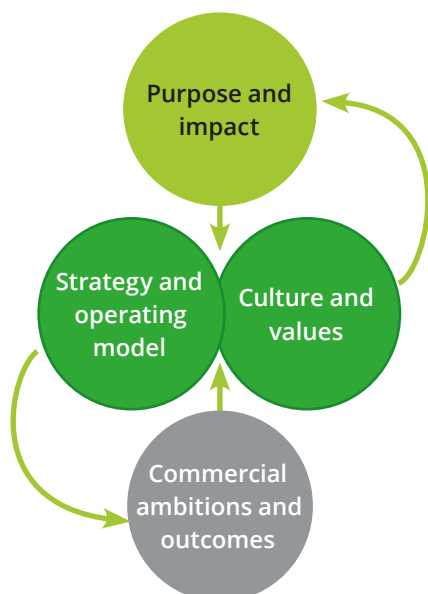 Purpose and
impact
Strategy and
operating
model
Culture and
values
Commercial
ambitions and
outcomes